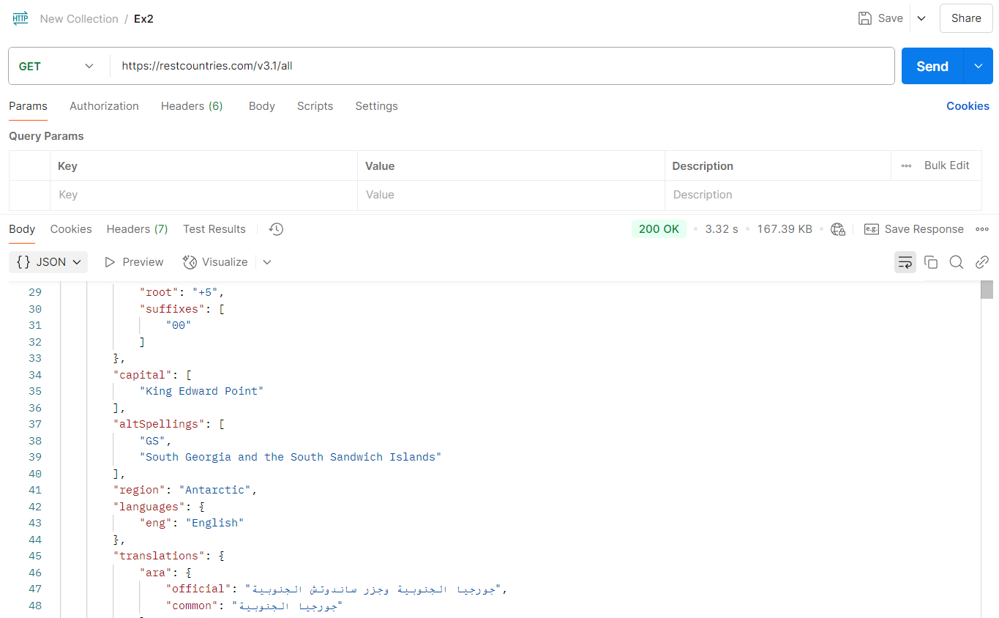 HTTP New Collection / Ex2 Save Share
GET https://restcountries.com/v3.1/all Send
Params Authorization Headers (6) Body Scripts Settings Cookies
Query Params
Key Value Description Bulk Edit
Key Value Description
Body Cookies Headers (7) Test Results 200 OK 3.32 s 167.39 KB e.g. Save Response
{} JSON Preview Visualize
29 "root": "+5",
30 "suffixes": [
31 "00"
32 ]
33 },
34 "capital": [
35 "King Edward Point"
36 ],
37 "altSpellings": [
38 "GS",
39 "South Georgia and the South Sandwich Islands"
40 ],
41 "region": "Antarctic",
42 "languages": {
43 "eng": "English"
44 },
45 "translations": {
46 "ara": {
47 "official": "جورجيا الجنوبية وجزر ساندوتش الجنوبية",
48 "common": "جورجيا الجنوبية"